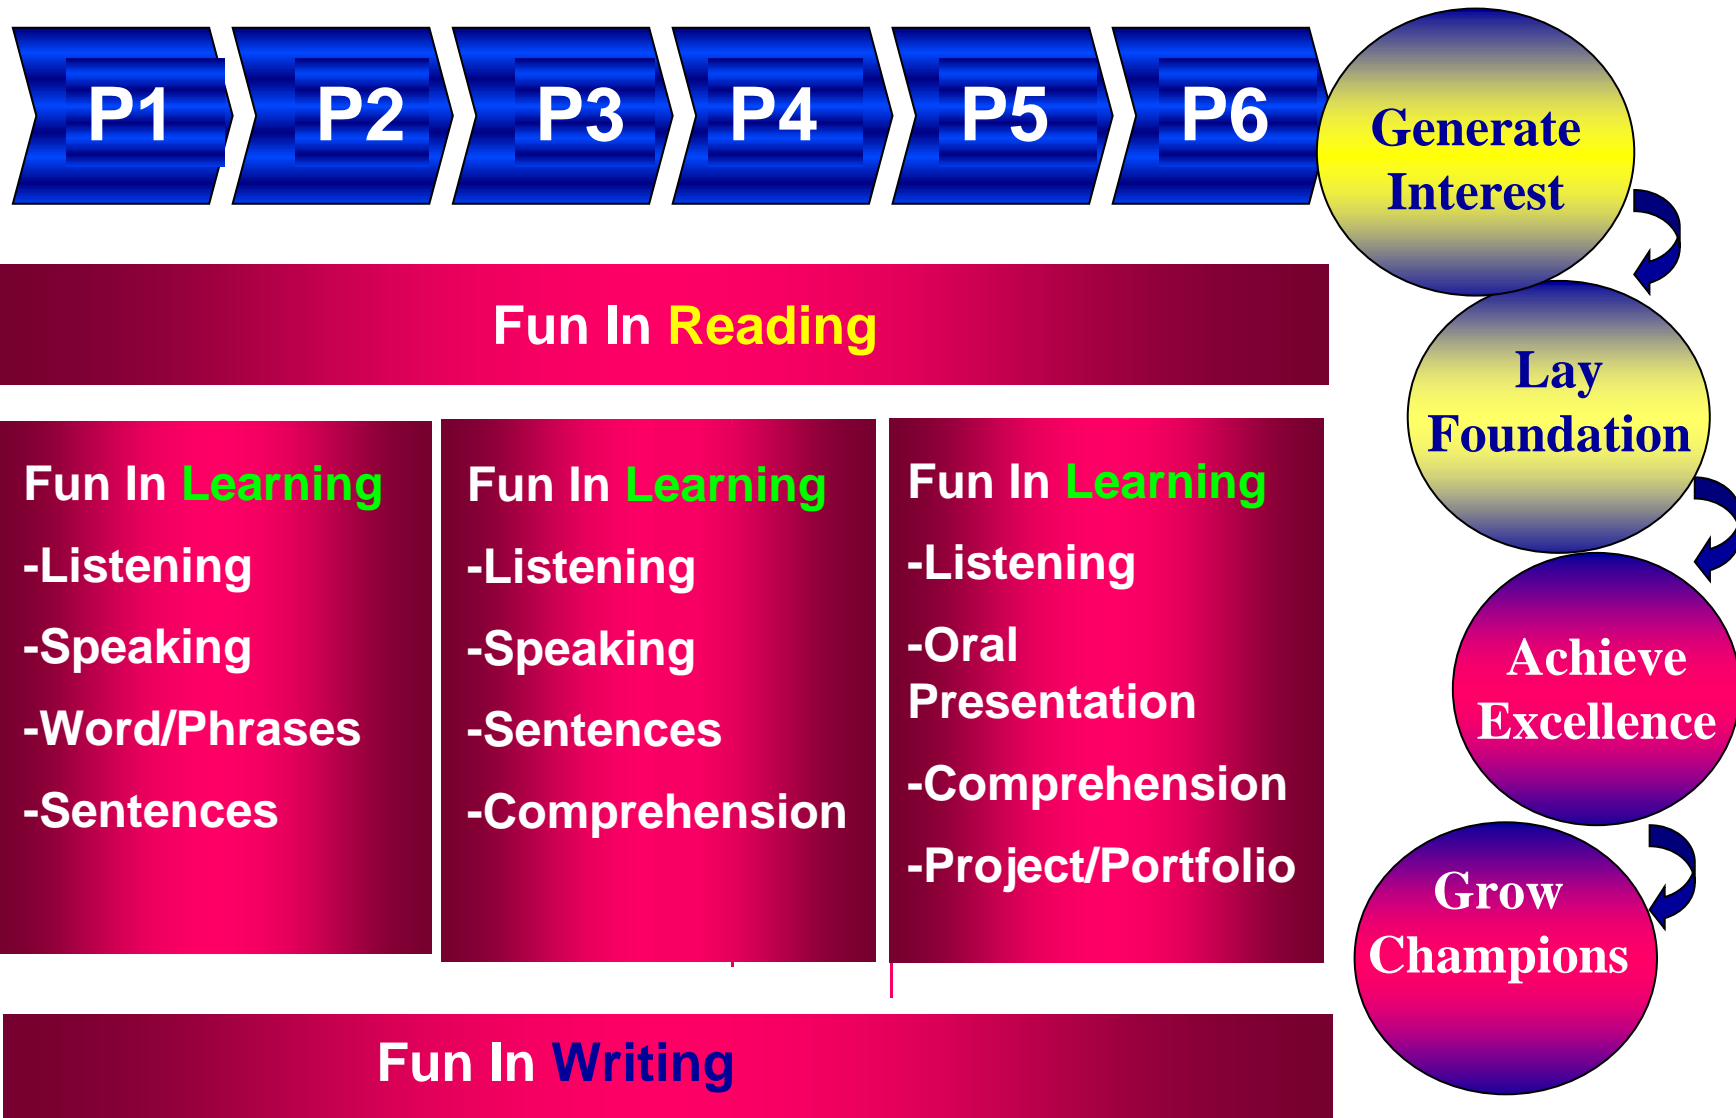 P1
P2
P3
P4
P5
P6
Fun In Reading
Fun In Learning
-Listening
-Speaking
-Word/Phrases
-Sentences
Fun In Learning
-Listening
-Speaking
-Sentences
-Comprehension
Fun In Learning
-Listening
-Oral
Presentation
-Comprehension
-Project/Portfolio
Fun In Writing
Generate
Interest
Lay
Foundation
Achieve
Excellence
Grow
Champions